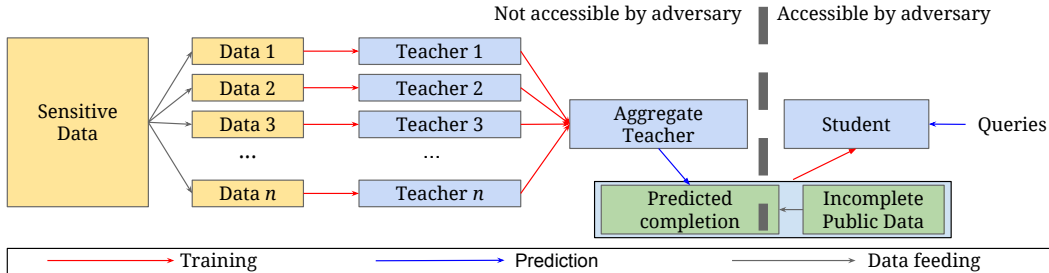 Not accessible by adversary
Accessible by adversary
Sensitive
Data
Data 1
Teacher 1
Data 2
Teacher 2
Data 3
Teacher 3
...
...
Data n
Teacher n
Aggregate
Teacher
Student
Queries
Predicted
completion
Incomplete
Public Data
Training
Prediction
Data feeding